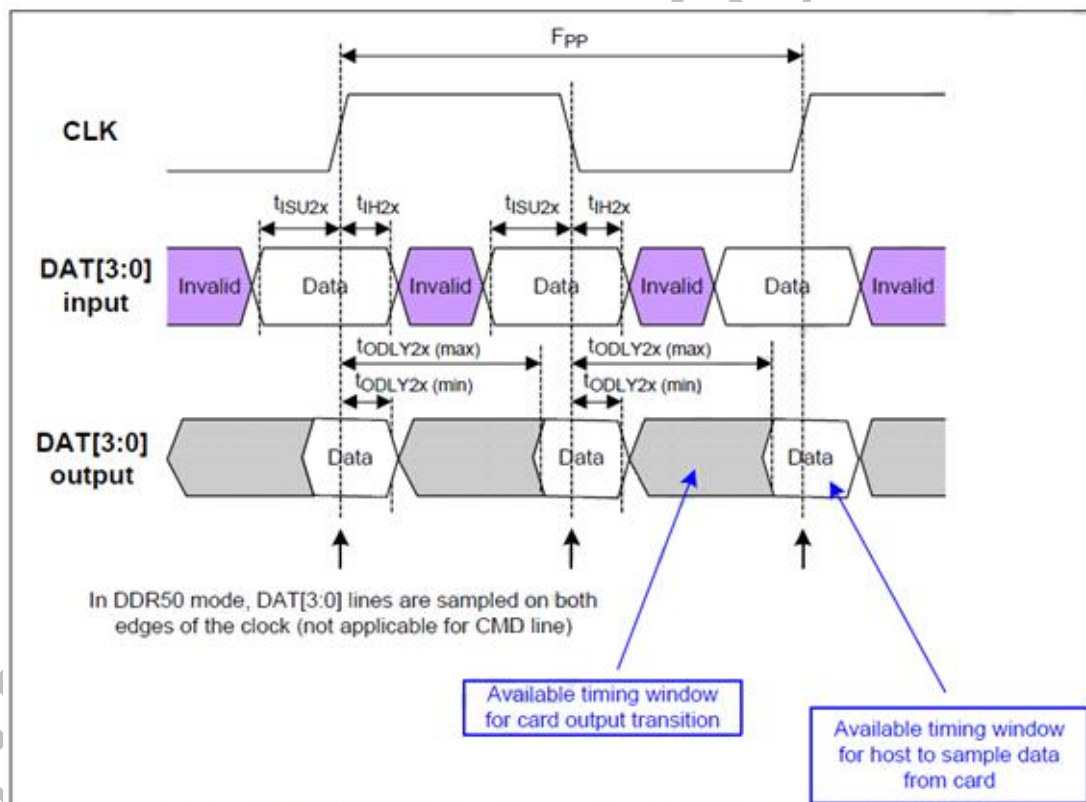 FPP
CLK
tISU2x
tIH2x
tISU2x
tIH2x
DAT[3:0]
input
Invalid
Data
Invalid
Data
Invalid
Data
Invalid
tODLY2x (max)
tODLY2x (max)
tODLY2x (min)
tODLY2x (min)
DAT[3:0]
output
Data
Data
Data
In DDR50 mode, DAT[3:0] lines are sampled on both
edges of the clock (not applicable for CMD line)
Available timing window
for card output transition
Available timing window
for host to sample data
from card